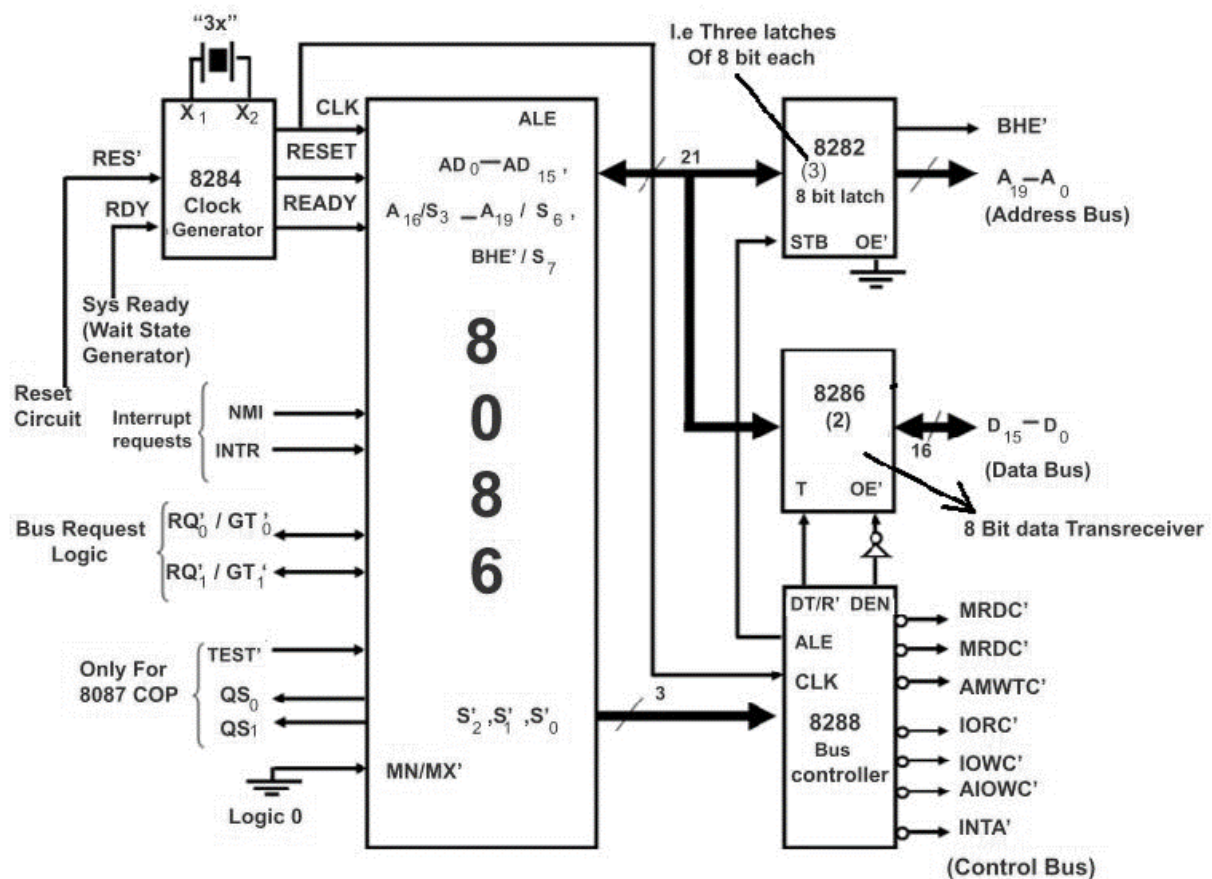 “3x”
X1 X2
8284
Clock
Generator
RES’
RDY
CLK
RESET
READY
Sys Ready
(Wait State
Generator)
Reset
Circuit
Interrupt
requests
NMI
INTR
Bus Request
Logic
RQ’0 / GT’0
RQ’1 / GT1‘
Only For
8087 COP
TEST’
QS0
QS1
Logic 0
ALE
AD0—AD15’,
A16/S3 – A19 / S6 ,
BHE’ / S7
8
0
8
6
S’2 ,S’1 ,S’0
MN/MX’
I.e Three latches
Of 8 bit each
21
8282
(3)
8 bit latch
STB OE’
BHE’
A19—A0
(Address Bus)
8286
(2)
T OE’
16
D15—D0
(Data Bus)
8 Bit data Transreceiver
3
DT/R’ DEN
ALE
CLK
8288
Bus
controller
MRDC’
MRDC’
AMWTC’
IORC’
IOWC’
AIOWC’
INTA’
(Control Bus)